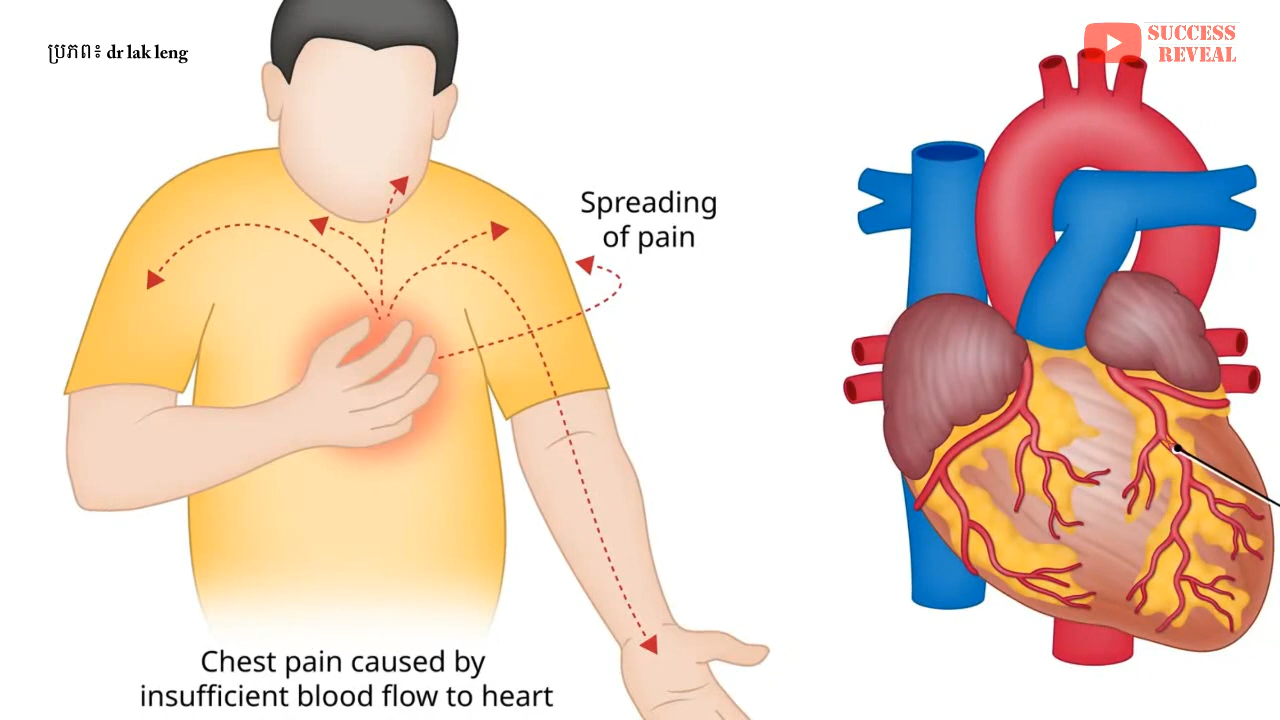 ប្រភព៖ dr lak leng
SUCCESS
REVEAL
Spreading
of pain
Chest pain caused by
insufficient blood flow to heart